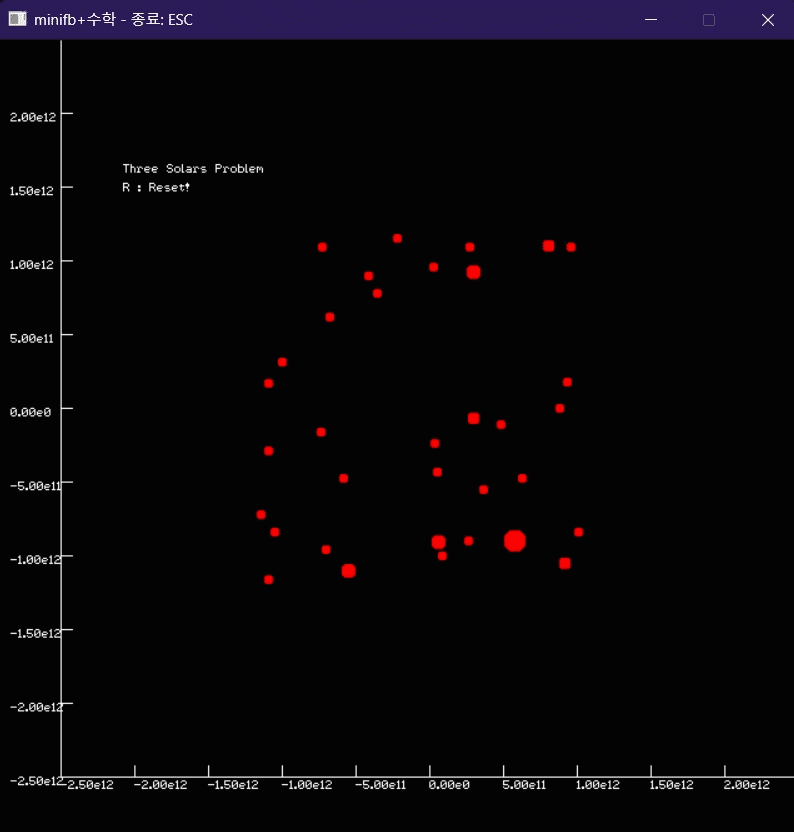 minifb+수학 - 종료: ESC
2.00e12
Three Solars Problem
R : Reset!
1.50e12
1.00e12
5.00e11
0.00e0
-5.00e11
-1.00e12
-1.50e12
-2.00e12
-2.50e12
-2.50e12 -2.00e12 -1.50e12 -1.00e12 -5.00e11 0.00e0 5.00e11 1.00e12 1.50e12 2.00e12